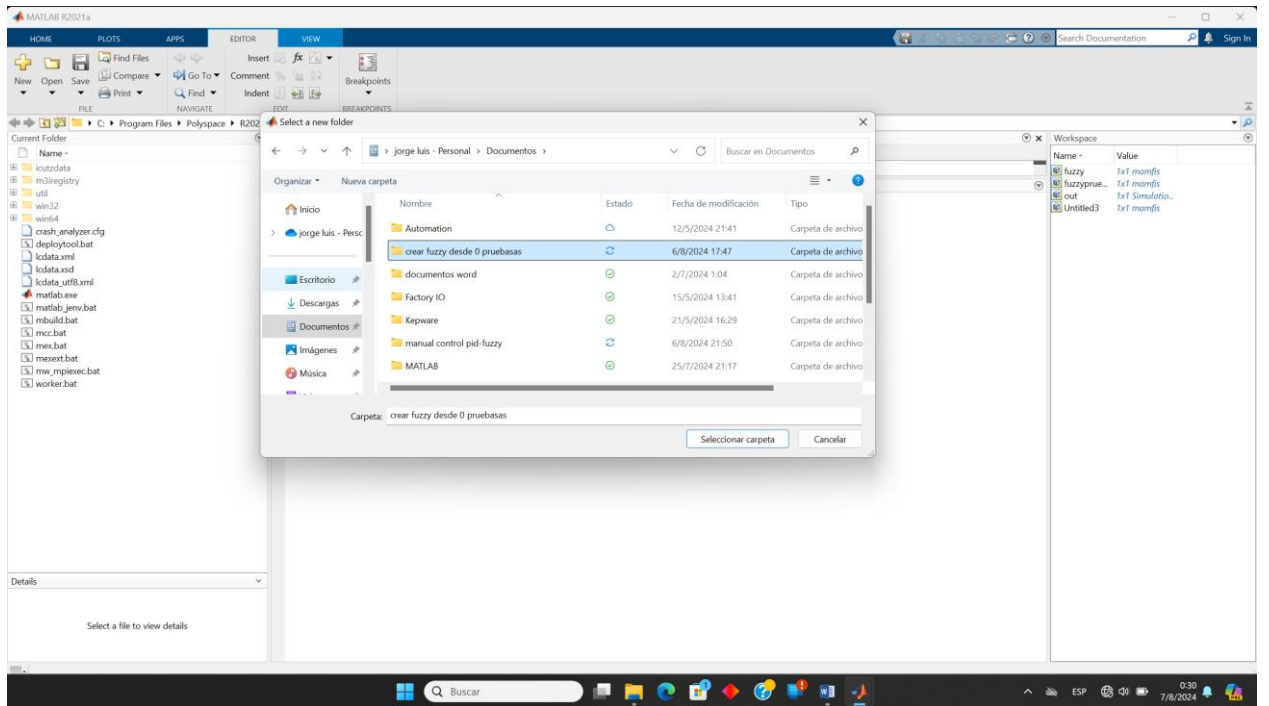 MATLAB R2021a
HOME PLOTS APPS EDITOR VIEW
Search Documentation
Sign In
New Open Save
Find Files
Compare
Print
Go To
Find
Insert
Comment
Indent
fx
Breakpoints
FILE NAVIGATE EDIT BREAKPOINTS
C: Program Files Polyspace R202
Current Folder
Name
lcutzdata
m3iregistry
util
win32
win64
crash_analyzer.cfg
deploytool.bat
lcdata.xml
lcdata.xsd
lcdata_utf8.xml
matlab.exe
matlab_jenv.bat
mbuild.bat
mcc.bat
mex.bat
mexext.bat
mw_mpiexec.bat
worker.bat
Details
Select a file to view details
Select a new folder
jorge luis - Personal > Documentos >
Buscar en Documentos
Organizar Nueva carpeta
Inicio
jorge luis - Persc
Escritorio
Descargas
Documentos
Imágenes
Música
Nombre Estado Fecha de modificación Tipo
Automation 12/5/2024 21:41 Carpeta de archivo
crear fuzzy desde 0 pruebasas 6/8/2024 17:47 Carpeta de archivo
documentos word 2/7/2024 1:04 Carpeta de archivo
Factory IO 15/5/2024 13:41 Carpeta de archivo
Kepware 21/5/2024 16:29 Carpeta de archivo
manual control pid-fuzzy 6/8/2024 21:50 Carpeta de archivo
MATLAB 25/7/2024 21:17 Carpeta de archivo
Carpeta: crear fuzzy desde 0 pruebasas
Seleccionar carpeta Cancelar
Workspace
Name Value
fuzzy 1x1 mamfis
fuzzyprue... 1x1 mamfis
out 1x1 Simulatio...
Untitled3 1x1 mamfis
Buscar
ESP
0:30
7/8/2024